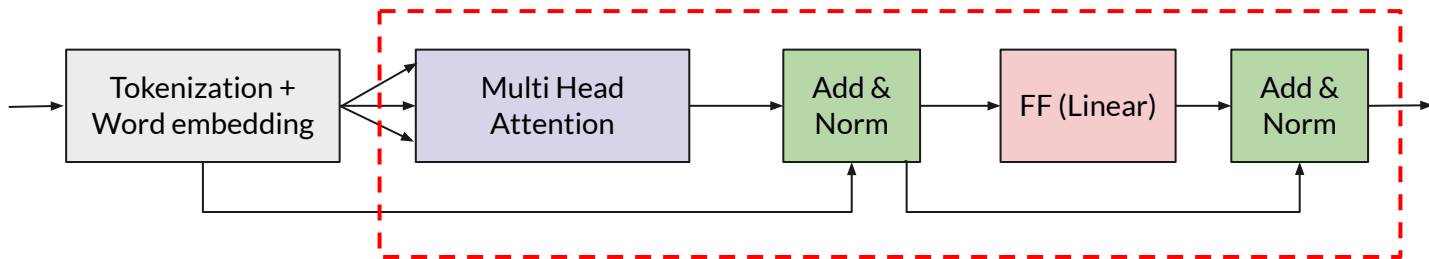 Tokenization +
Word embedding
Multi Head
Attention
Add &
Norm
FF (Linear)
Add &
Norm